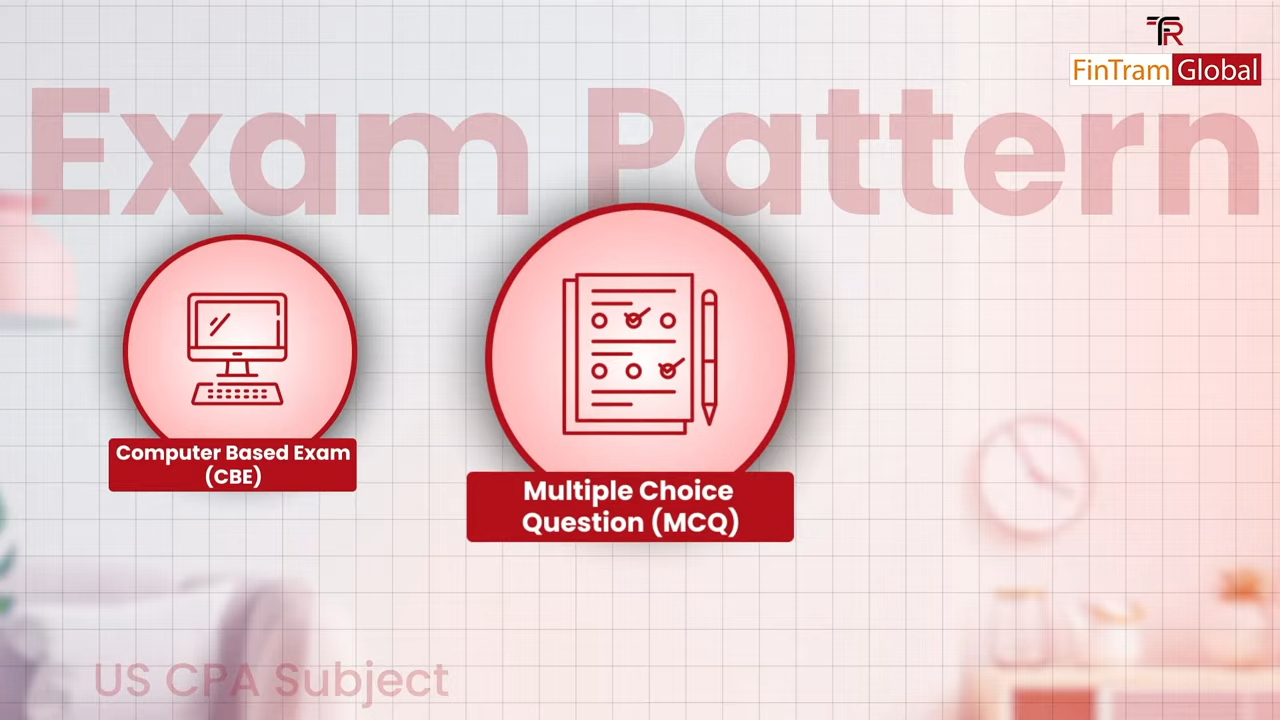 FinTram Global
Exam Pattern
Computer Based Exam
(CBE)
Multiple Choice
Question (MCQ)
US CPA Subject